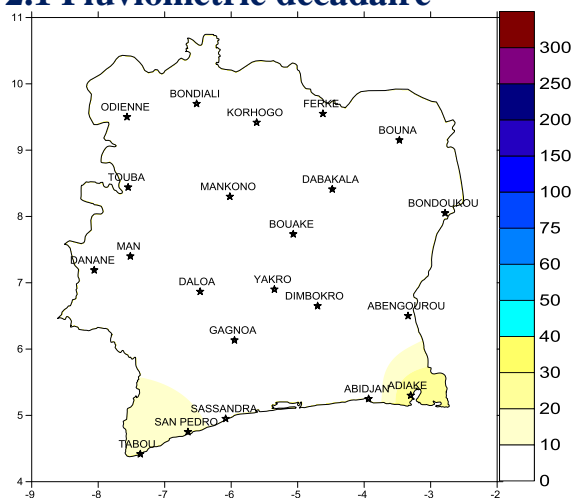 2.1 Pluviométrie décadaire
11
10
9
8
7
6
5
4
-9 -8 -7 -6 -5 -4 -3 -2
BONDIALI
ODIENNE
KORHOGO
FERKE
BOUNA
TOUBA
MANKONO
DABAKALA
BONDOUKOU
BOUAKE
MAN
DANANE
DALOA
YAKRO
DIMBOKRO
ABENGOUROU
GAGNOA
ABIDJAN
ADIAKE
SASSANDRA
SAN PEDRO
TABOU
300
250
200
150
100
75
60
50
40
30
20
10
0